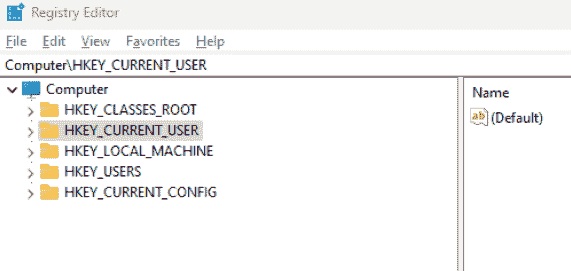 Registry Editor
File Edit View Favorites Help
Computer\HKEY_CURRENT_USER
Computer
HKEY_CLASSES_ROOT
HKEY_CURRENT_USER
HKEY_LOCAL_MACHINE
HKEY_USERS
HKEY_CURRENT_CONFIG
Name
ab (Default)